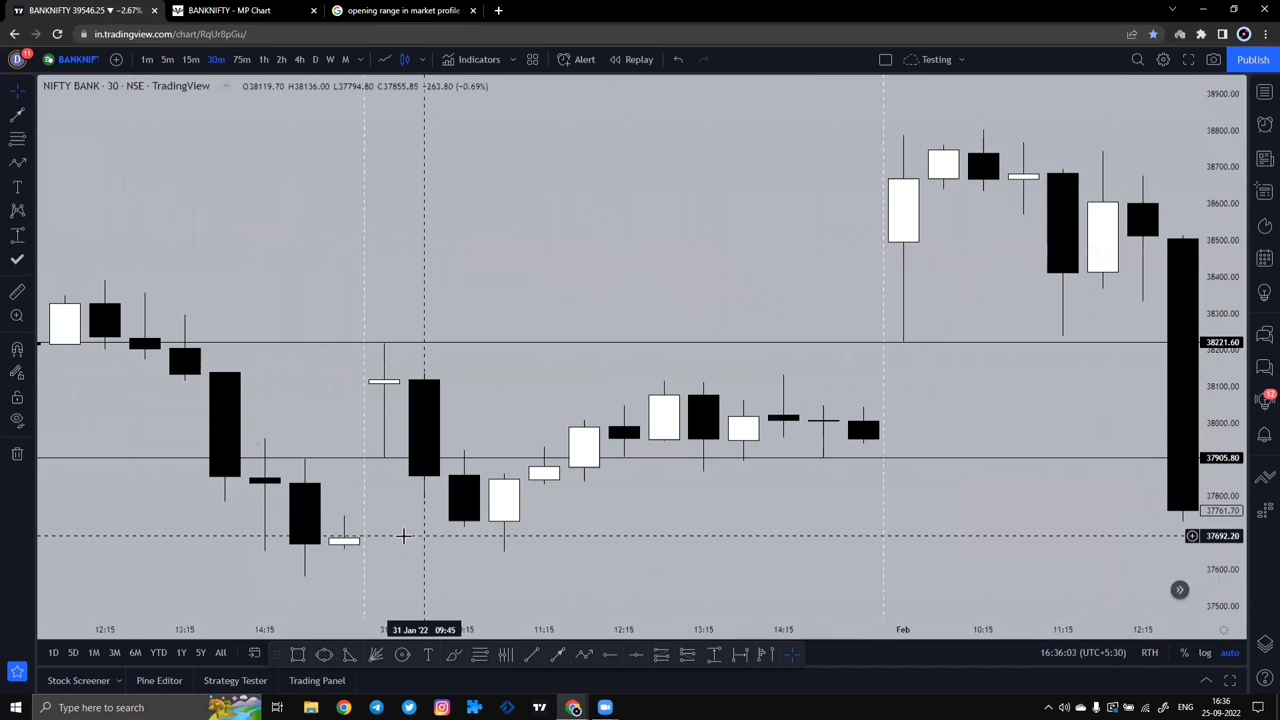 BANKNIFTY 39546.25 ▼ −2.67%
BANKNIFTY - MP Chart
opening range in market profile
in.tradingview.com/chart/RqUr8pGu/
D 11 BANKNIFT 1m 5m 15m 30m 75m 1h 2h 4h D W M Indicators Alert Replay Testing Publish
NIFTY BANK · 30 · NSE · TradingView O38119.70 H38136.00 L37794.80 C37855.85 −263.80 (−0.69%)
38900.00
38800.00
38700.00
38600.00
38500.00
38400.00
38300.00
38221.60
38200.00
38100.00
38000.00
37905.80
37800.00
37761.70
37692.20
37600.00
37500.00
12
12:15 13:15 14:15 31 Jan '22 09:45 11:15 12:15 13:15 14:15 Feb 10:15 11:15 12:15
1D 5D 1M 3M 6M YTD 1Y 5Y All 16:36:03 (UTC+5:30) RTH % log auto
Stock Screener Pine Editor Strategy Tester Trading Panel
Type here to search ENG 16:36
25-09-2022